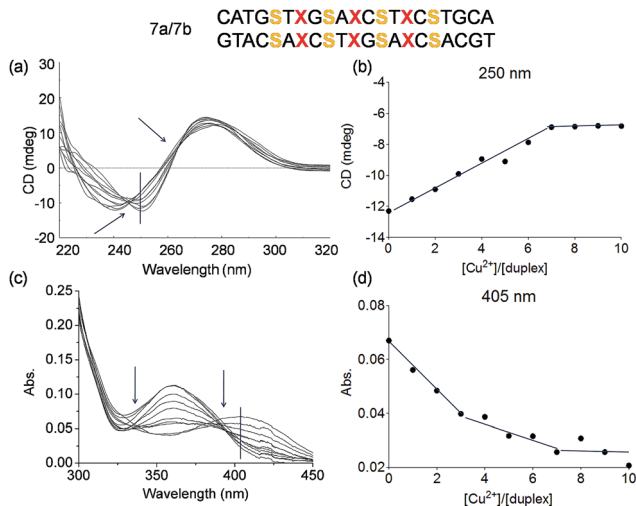 7a/7b
CATGSTXGSAXCSTXCSTGCA
GTACSAXCSTXGSAXCSACGT
(a)
30
20
10
0
-10
-20
CD (mdeg)
220 240 260 280 300 320
Wavelength (nm)
(b)
250 nm
-4
-6
-8
-10
-12
-14
CD (mdeg)
0 2 4 6 8 10
[Cu²⁺]/[duplex]
(c)
0.25
0.20
0.15
0.10
0.05
0.00
Abs.
300 350 400 450
Wavelength (nm)
(d)
405 nm
0.08
0.06
0.04
0.02
Abs.
0 2 4 6 8 10
[Cu²⁺]/[duplex]